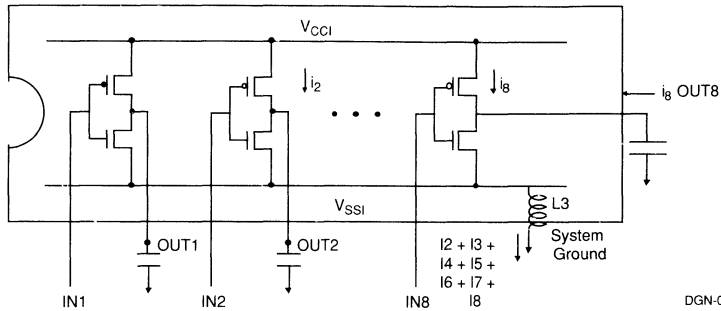 VCCI
i2
i8
i8 OUT8
VSSI
L3
System
Ground
OUT1
OUT2
I2 + I3 +
I4 + I5 +
I6 + I7 +
I8
IN1
IN2
IN8